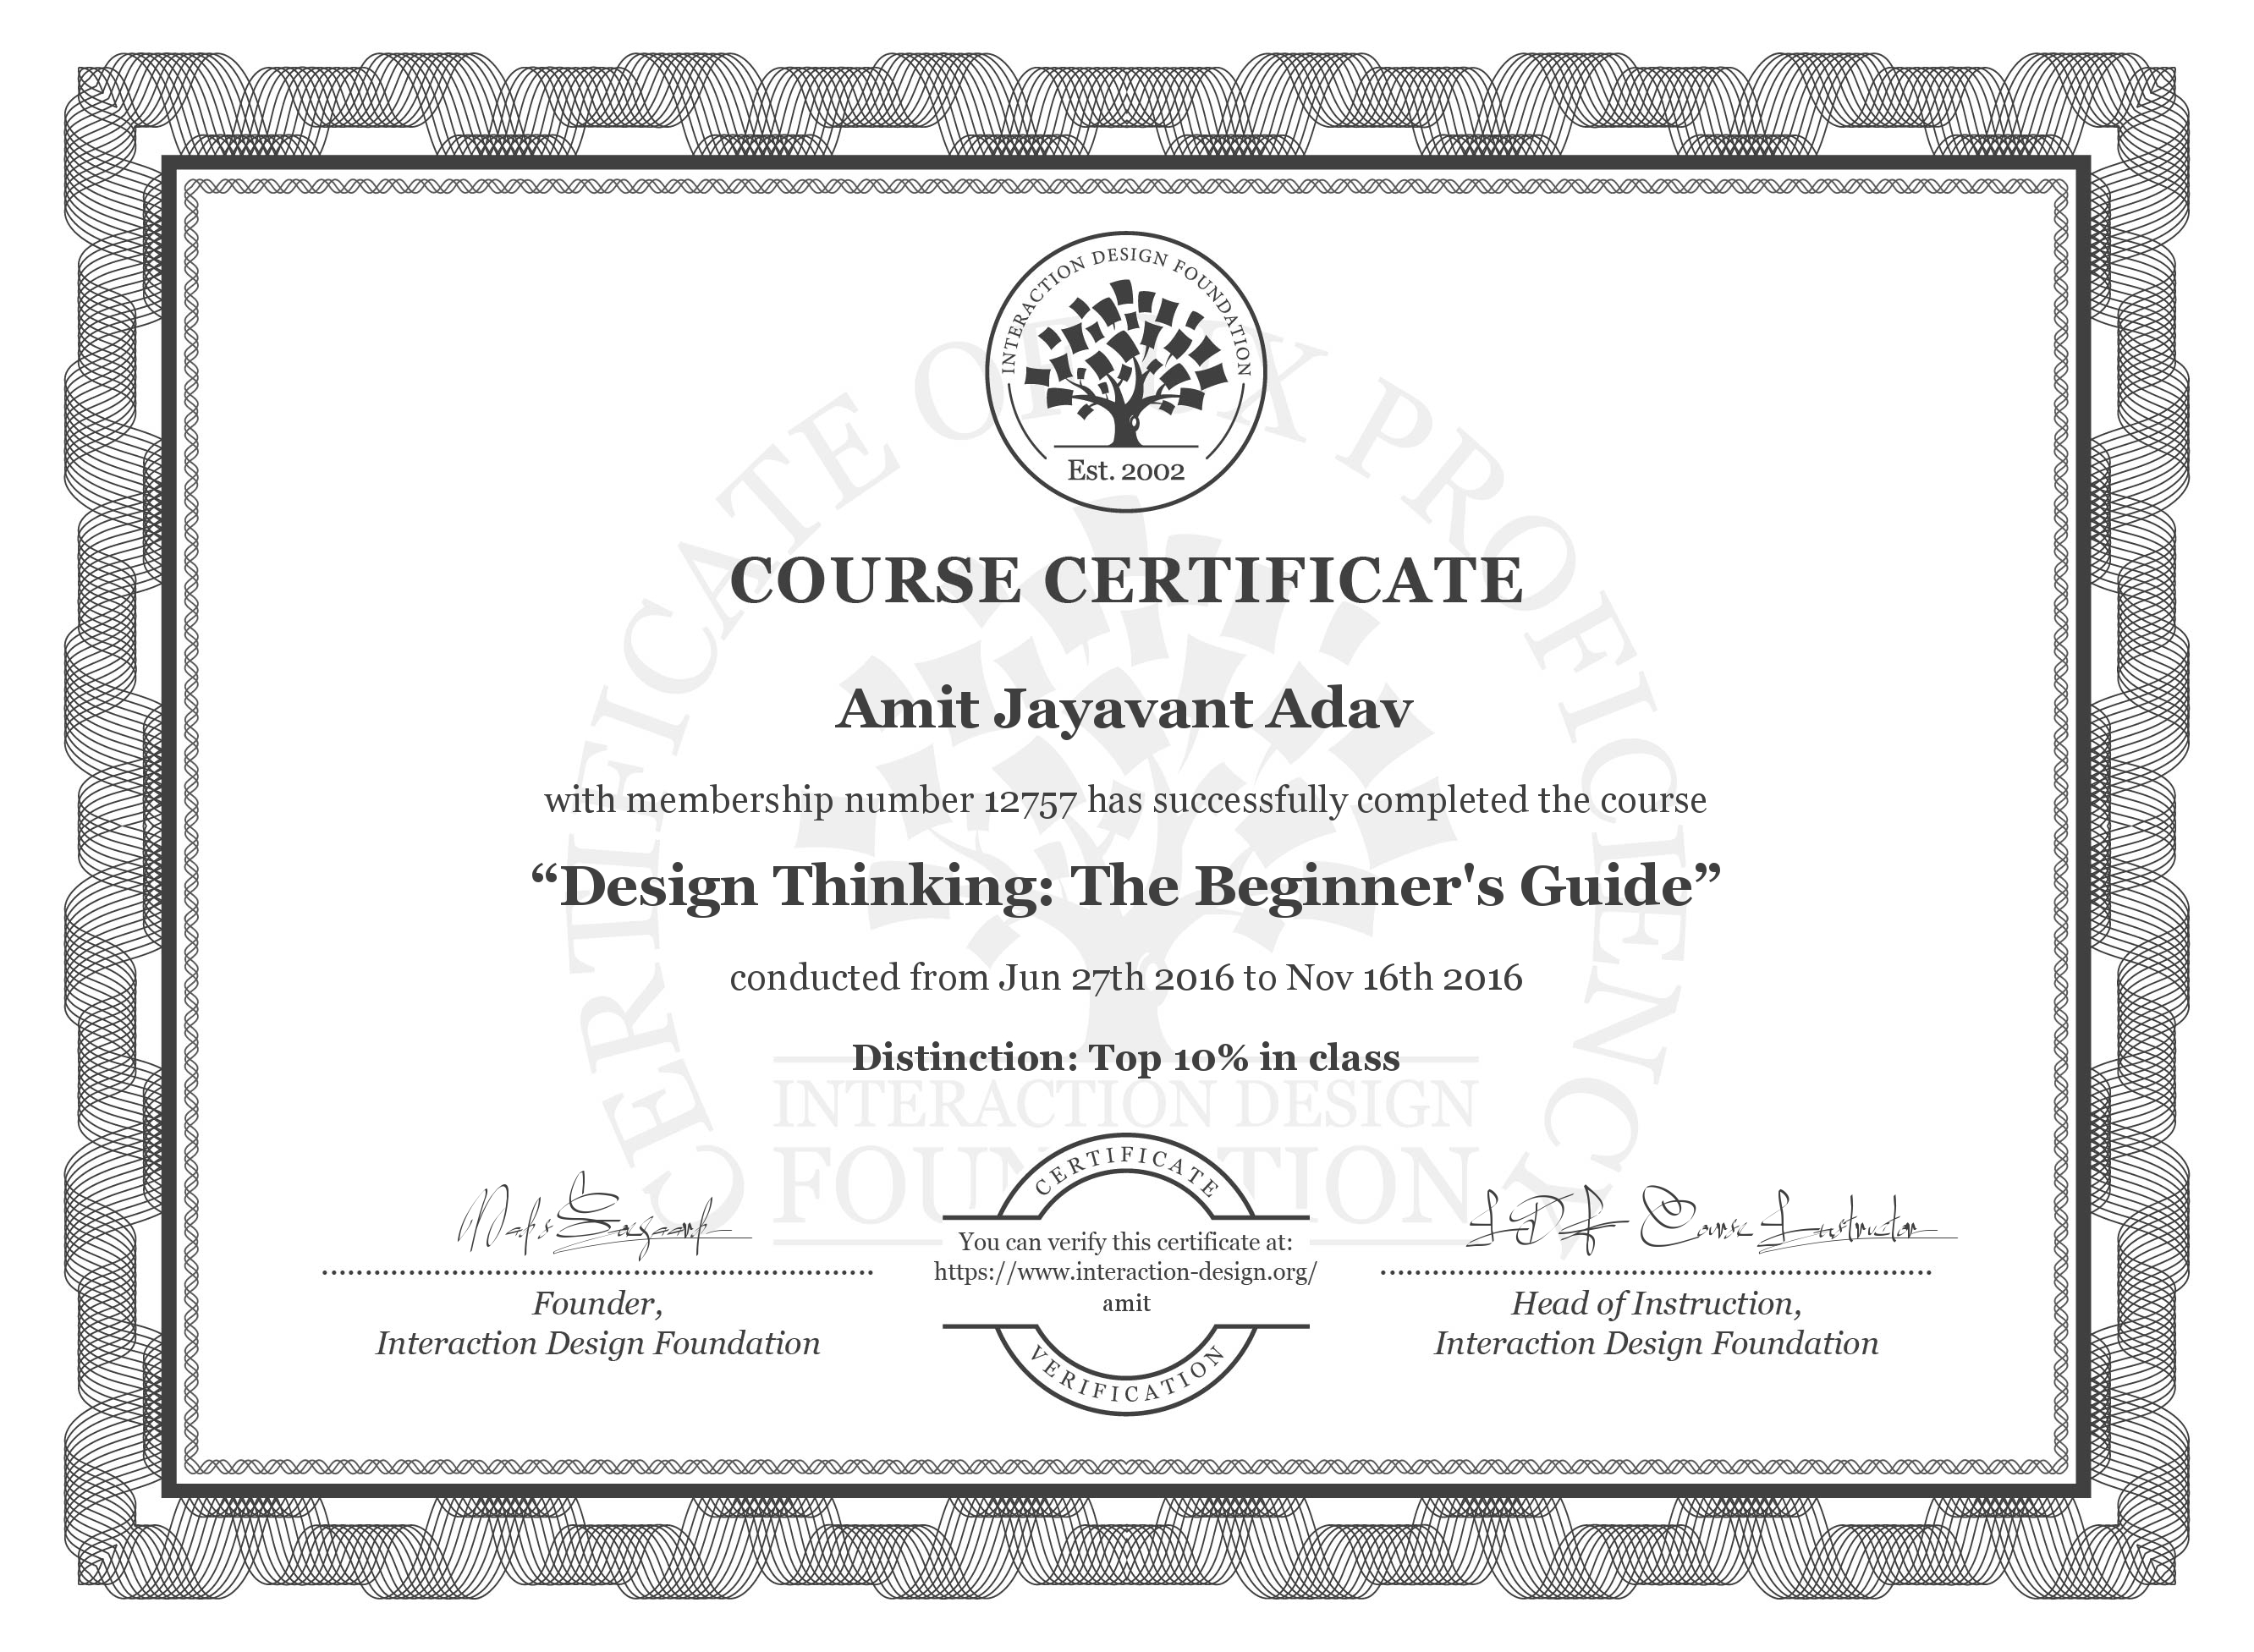 INTERACTION DESIGN FOUNDATION
Est. 2002
CERTIFICATE OF UX PROFICIENCY
COURSE CERTIFICATE
Amit Jayavant Adav
with membership number 12757 has successfully completed the course
“Design Thinking: The Beginner's Guide”
conducted from Jun 27th 2016 to Nov 16th 2016
Distinction: Top 10% in class
INTERACTION DESIGN
FOUNDATION
CERTIFICATE
You can verify this certificate at:
https://www.interaction-design.org/
amit
VERIFICATION
Founder,
Interaction Design Foundation
IDF Course Instructor
Head of Instruction,
Interaction Design Foundation